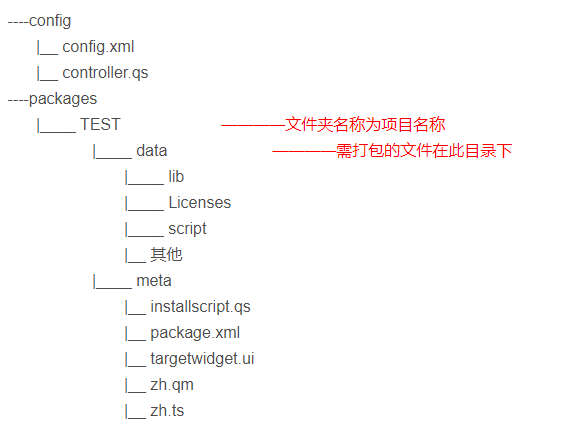 ----config
|__ config.xml
|__ controller.qs
----packages
|____ TEST ————文件夹名称为项目名称
|____ data ————需打包的文件在此目录下
|____ lib
|____ Licenses
|____ script
|__ 其他
|____ meta
|__ installscript.qs
|__ package.xml
|__ targetwidget.ui
|__ zh.qm
|__ zh.ts